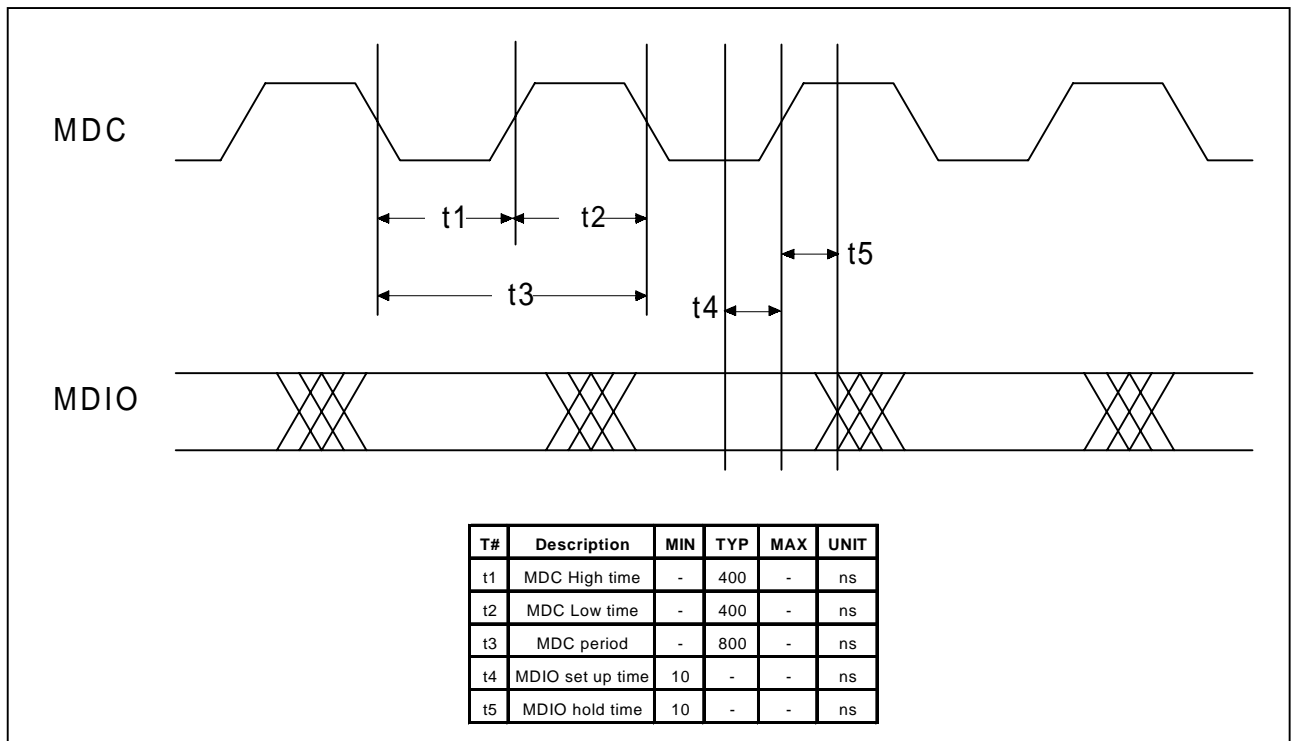 MDC
t1 t2
t5
t3
t4
MDIO
T# Description MIN TYP MAX UNIT
t1 MDC High time - 400 - ns
t2 MDC Low time - 400 - ns
t3 MDC period - 800 - ns
t4 MDIO set up time 10 - - ns
t5 MDIO hold time 10 - - ns